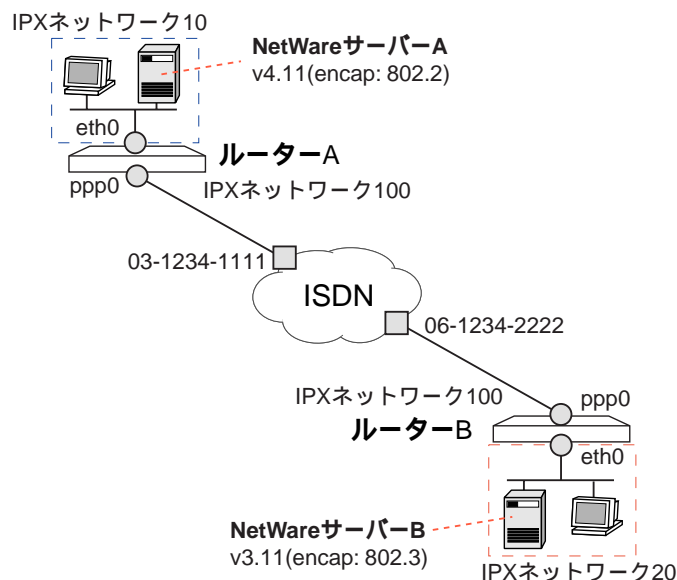 IPXネットワーク10
NetWareサーバーA
v4.11(encap: 802.2)
eth0
ルーターA
ppp0
IPXネットワーク100
03-1234-1111
ISDN
06-1234-2222
IPXネットワーク100
ppp0
ルーターB
eth0
NetWareサーバーB
v3.11(encap: 802.3)
IPXネットワーク20